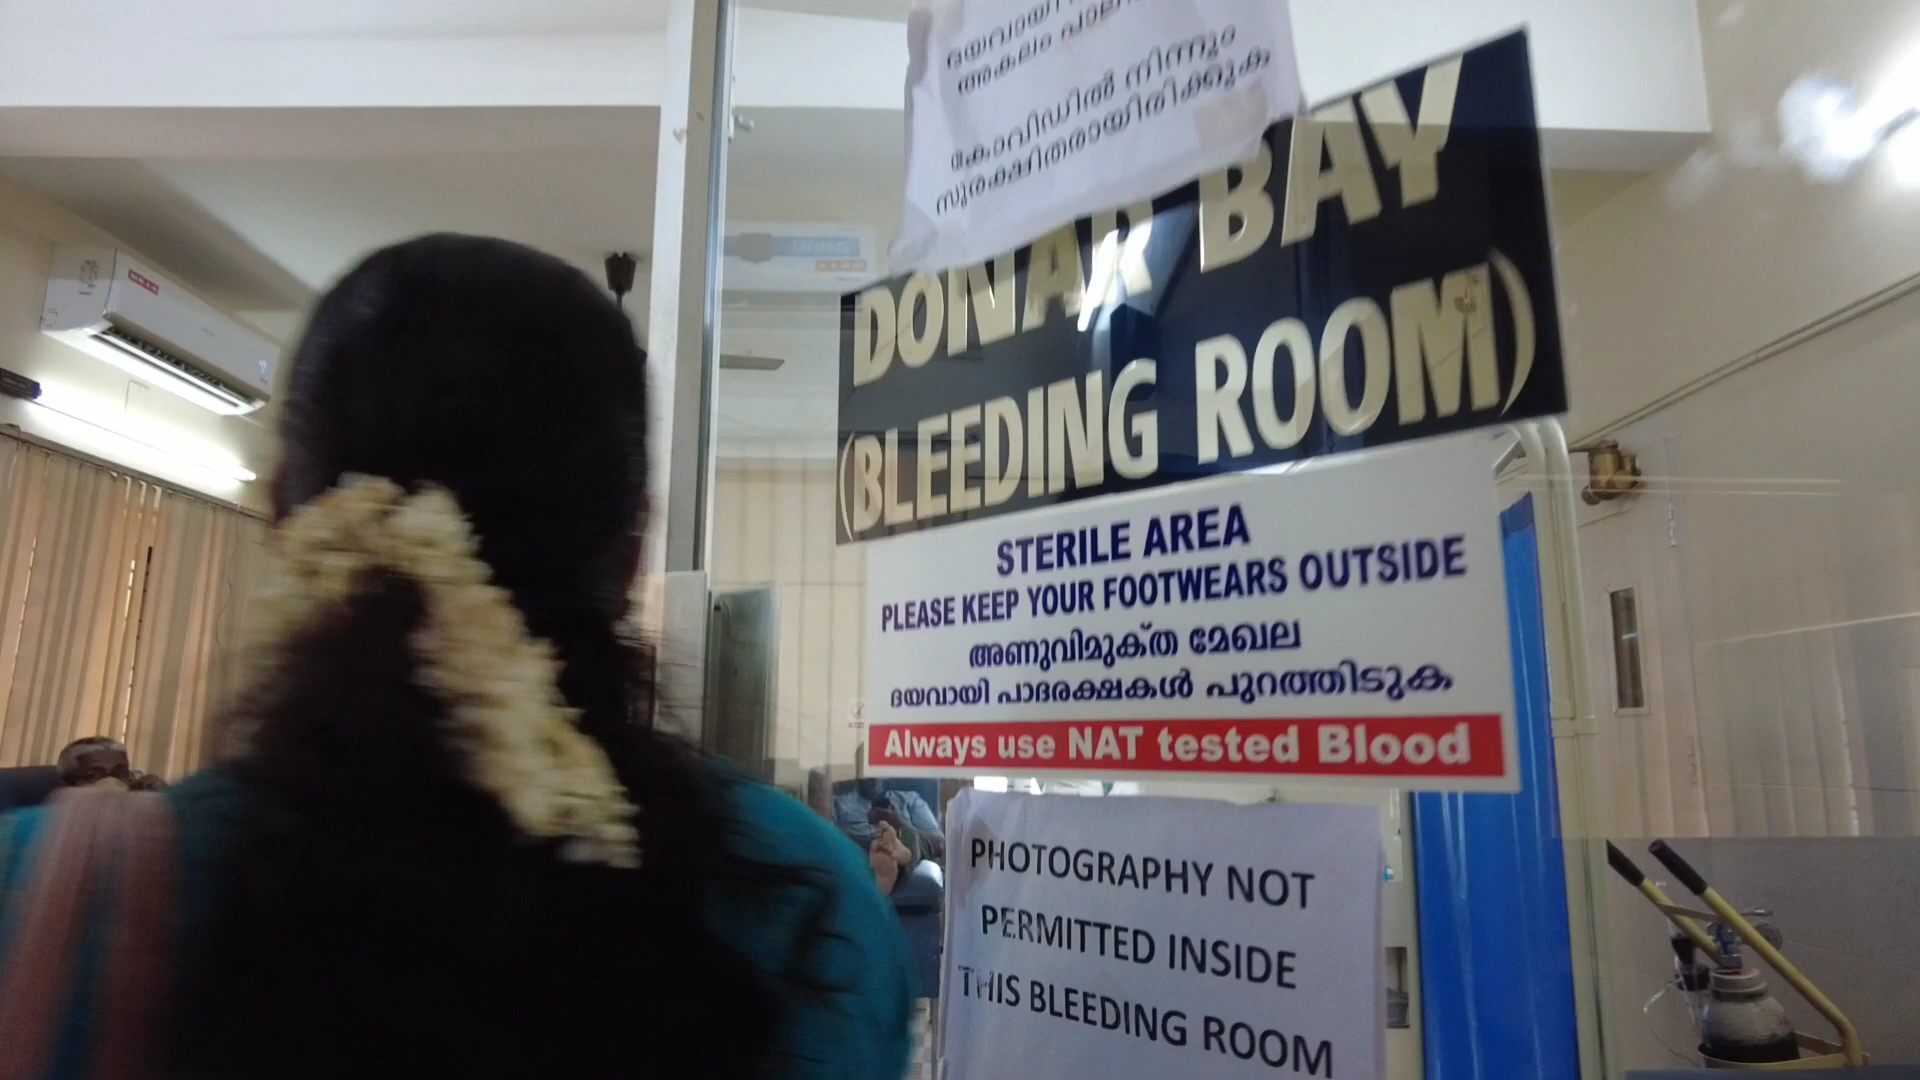 ദയവായി
അകലം
കോവിഡിൽ നിന്നും
സുരക്ഷിതരായിരിക്കുക
DONAR BAY
(BLEEDING ROOM)
STERILE AREA
PLEASE KEEP YOUR FOOTWEARS OUTSIDE
അണുവിമുക്ത മേഖല
ദയവായി പാദരക്ഷകൾ പുറത്തിടുക
Always use NAT tested Blood
PHOTOGRAPHY NOT
PERMITTED INSIDE
THIS BLEEDING ROOM